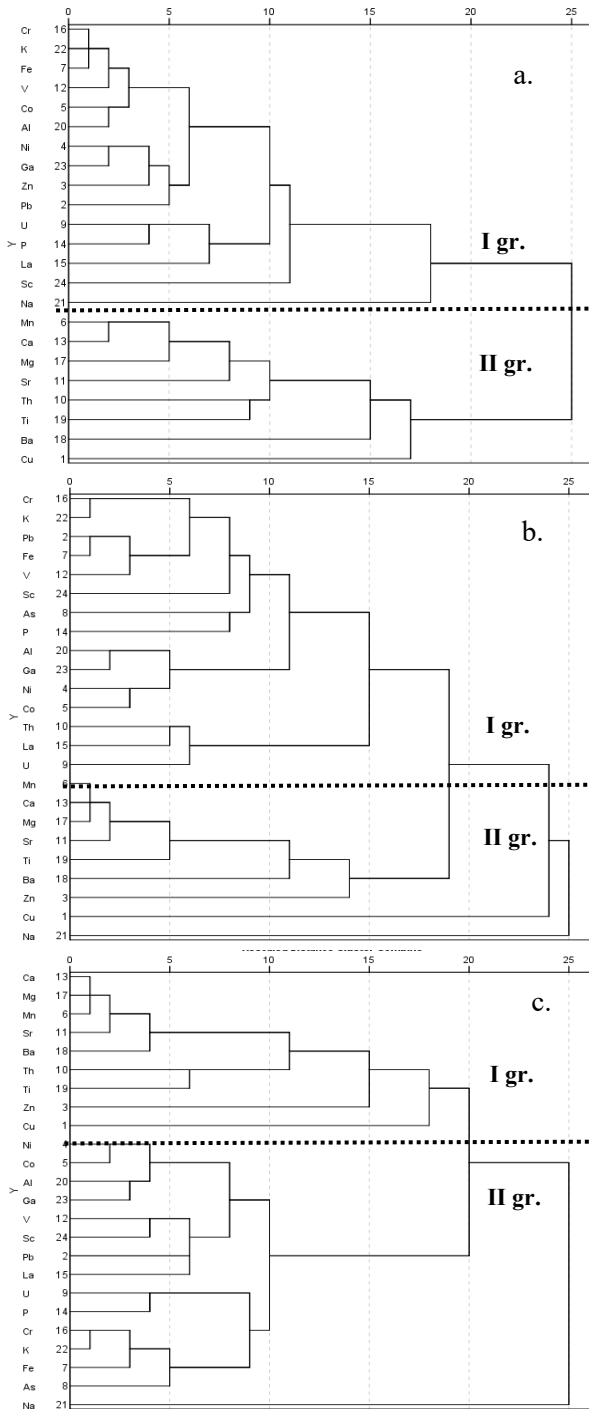 0 5 10 15 20 25
Cr 16
a.
K 22
Fe 7
V 12
Co 5
Al 20
Ni 4
Ga 23
Zn 3
Pb 2
U 9
I gr.
Y
P 14
La 15
Sc 24
Na 21
Mn 6
Ca 13
II gr.
Mg 17
Sr 11
Th 10
Ti 19
Ba 18
Cu 1
0 5 10 15 20 25
Cr 16
b.
K 22
Pb 2
Fe 7
V 12
Sc 24
As 8
P 14
Al 20
Ga 23
Ni 4
Y
Co 5
Th 10
I gr.
La 15
U 9
Mn 6
Ca 13
Mg 17
II gr.
Sr 11
Ti 19
Ba 18
Zn 3
Cu 1
Na 21
0 5 10 15 20 25
Ca 13
c.
Mg 17
Mn 6
Sr 11
Ba 18
Th 10
I gr.
Ti 19
Zn 3
Cu 1
Ni 4
Co 5
Y
Al 20
II gr.
Ga 23
V 12
Sc 24
Pb 2
La 15
U 9
P 14
Cr 16
K 22
Fe 7
As 8
Na 21